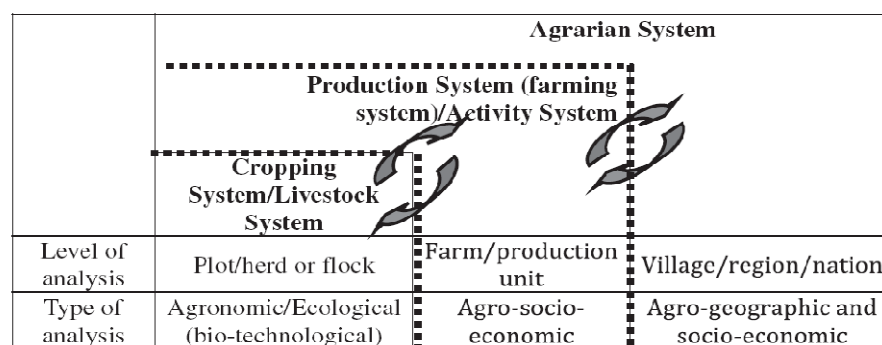 Agrarian System
Production System (farming
system)/Activity System
Cropping
System/Livestock
System
Level of
analysis
Plot/herd or flock
Farm/production
unit
Village/region/nation
Type of
analysis
Agronomic/Ecological
(bio-technological)
Agro-socio-
economic
Agro-geographic and
socio-economic